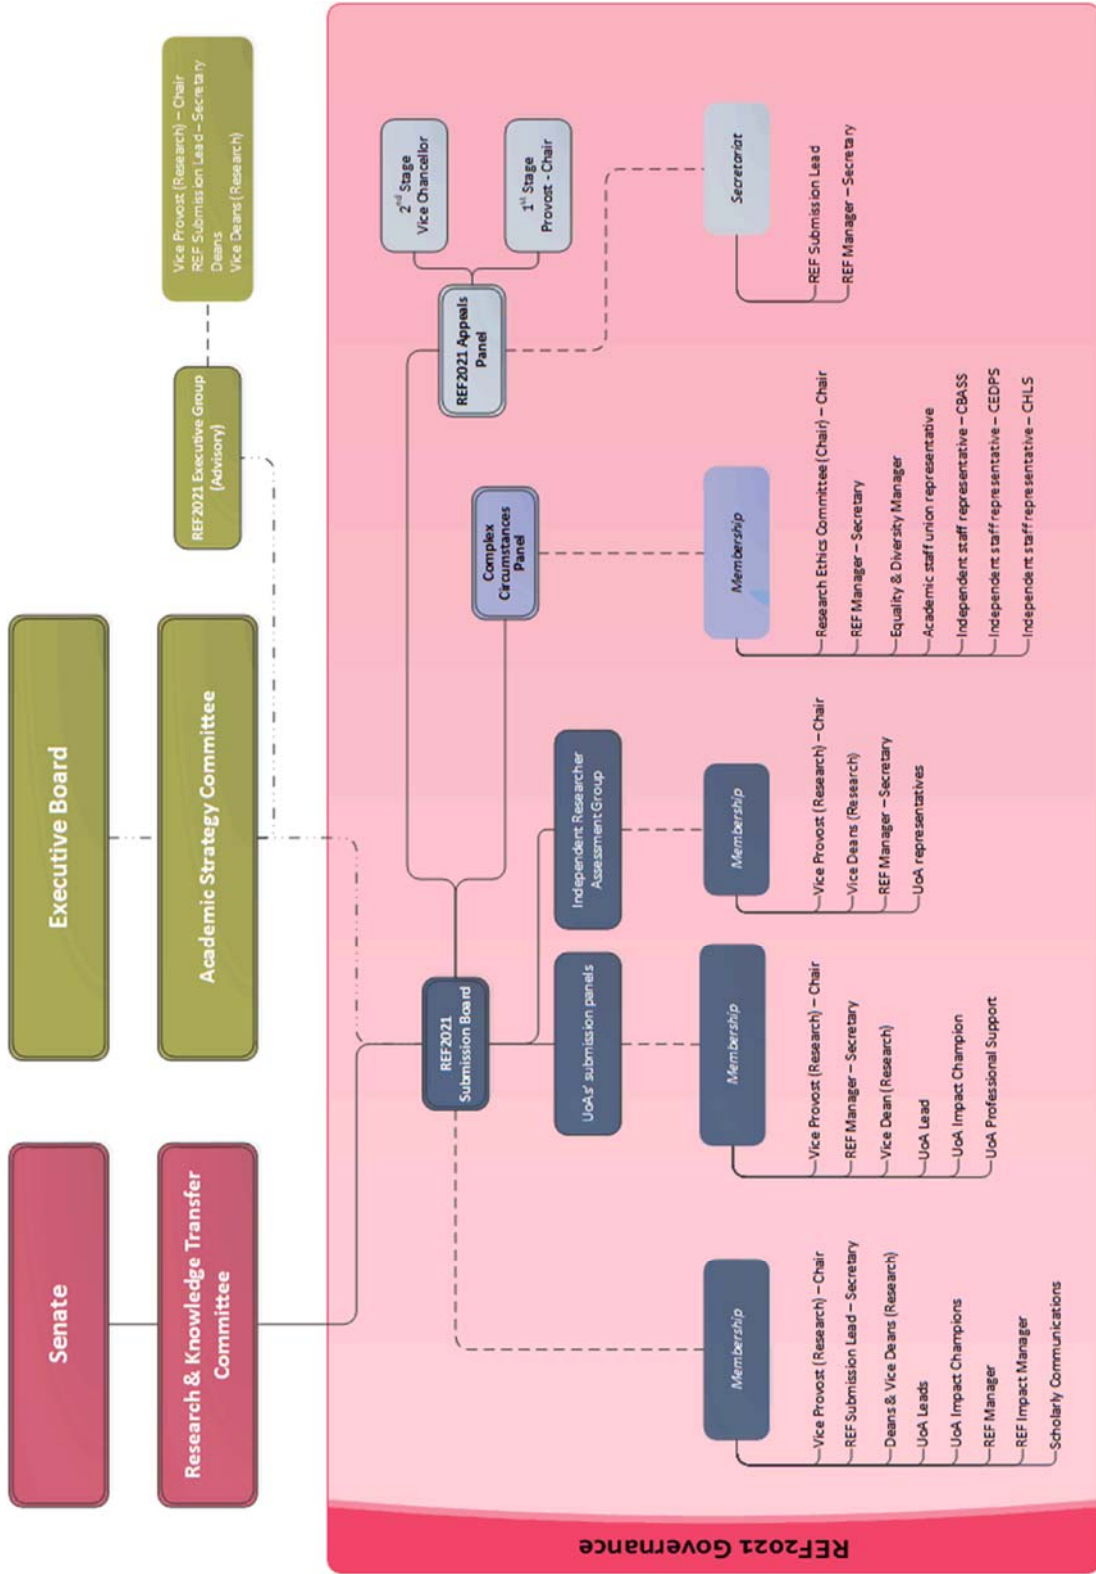 Senate
Research & Knowledge Transfer
Committee
Executive Board
Academic Strategy Committee
REF2021 Executive Group
(Advisory)
Vice Provost (Research) – Chair
REF Submission Lead – Secretary
Deans
Vice Deans (Research)
REF2021 Governance
REF2021
Submission Board
UoAs' submission panels
Independent Researcher
Assessment Group
Complex
Circumstances
Panel
REF2021 Appeals
Panel
2nd Stage
Vice Chancellor
1st Stage
Provost - Chair
Membership
Vice Provost (Research) – Chair
REF Submission Lead – Secretary
Deans & Vice Deans (Research)
UoA Leads
UoA Impact Champions
REF Manager
REF Impact Manager
Scholarly Communications
Membership
Vice Provost (Research) – Chair
REF Manager – Secretary
Vice Dean (Research)
UoA Lead
UoA Impact Champion
UoA Professional Support
Membership
Vice Provost (Research) – Chair
Vice Deans (Research)
REF Manager – Secretary
UoA representatives
Membership
Research Ethics Committee (Chair) – Chair
REF Manager – Secretary
Equality & Diversity Manager
Academic staff union representative
Independent staff representative – CBASS
Independent staff representative – CEDPS
Independent staff representative – CHLS
Secretariat
REF Submission Lead
REF Manager – Secretary